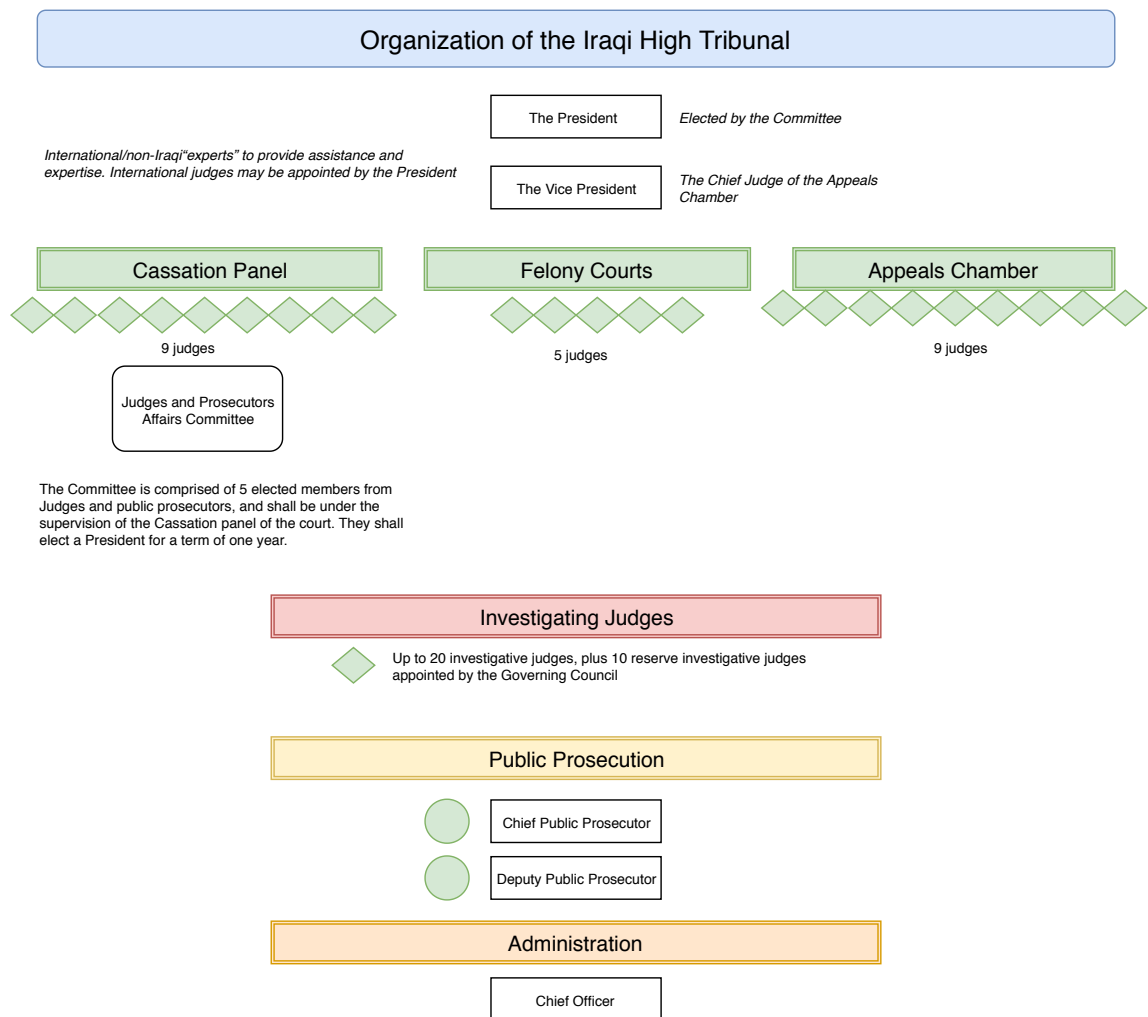 Organization of the Iraqi High Tribunal
The President
Elected by the Committee
International/non-Iraqi“experts” to provide assistance and
expertise. International judges may be appointed by the President
The Vice President
The Chief Judge of the Appeals
Chamber
Cassation Panel
Felony Courts
Appeals Chamber
9 judges
5 judges
9 judges
Judges and Prosecutors
Affairs Committee
The Committee is comprised of 5 elected members from
Judges and public prosecutors, and shall be under the
supervision of the Cassation panel of the court. They shall
elect a President for a term of one year.
Investigating Judges
Up to 20 investigative judges, plus 10 reserve investigative judges
appointed by the Governing Council
Public Prosecution
Chief Public Prosecutor
Deputy Public Prosecutor
Administration
Chief Officer